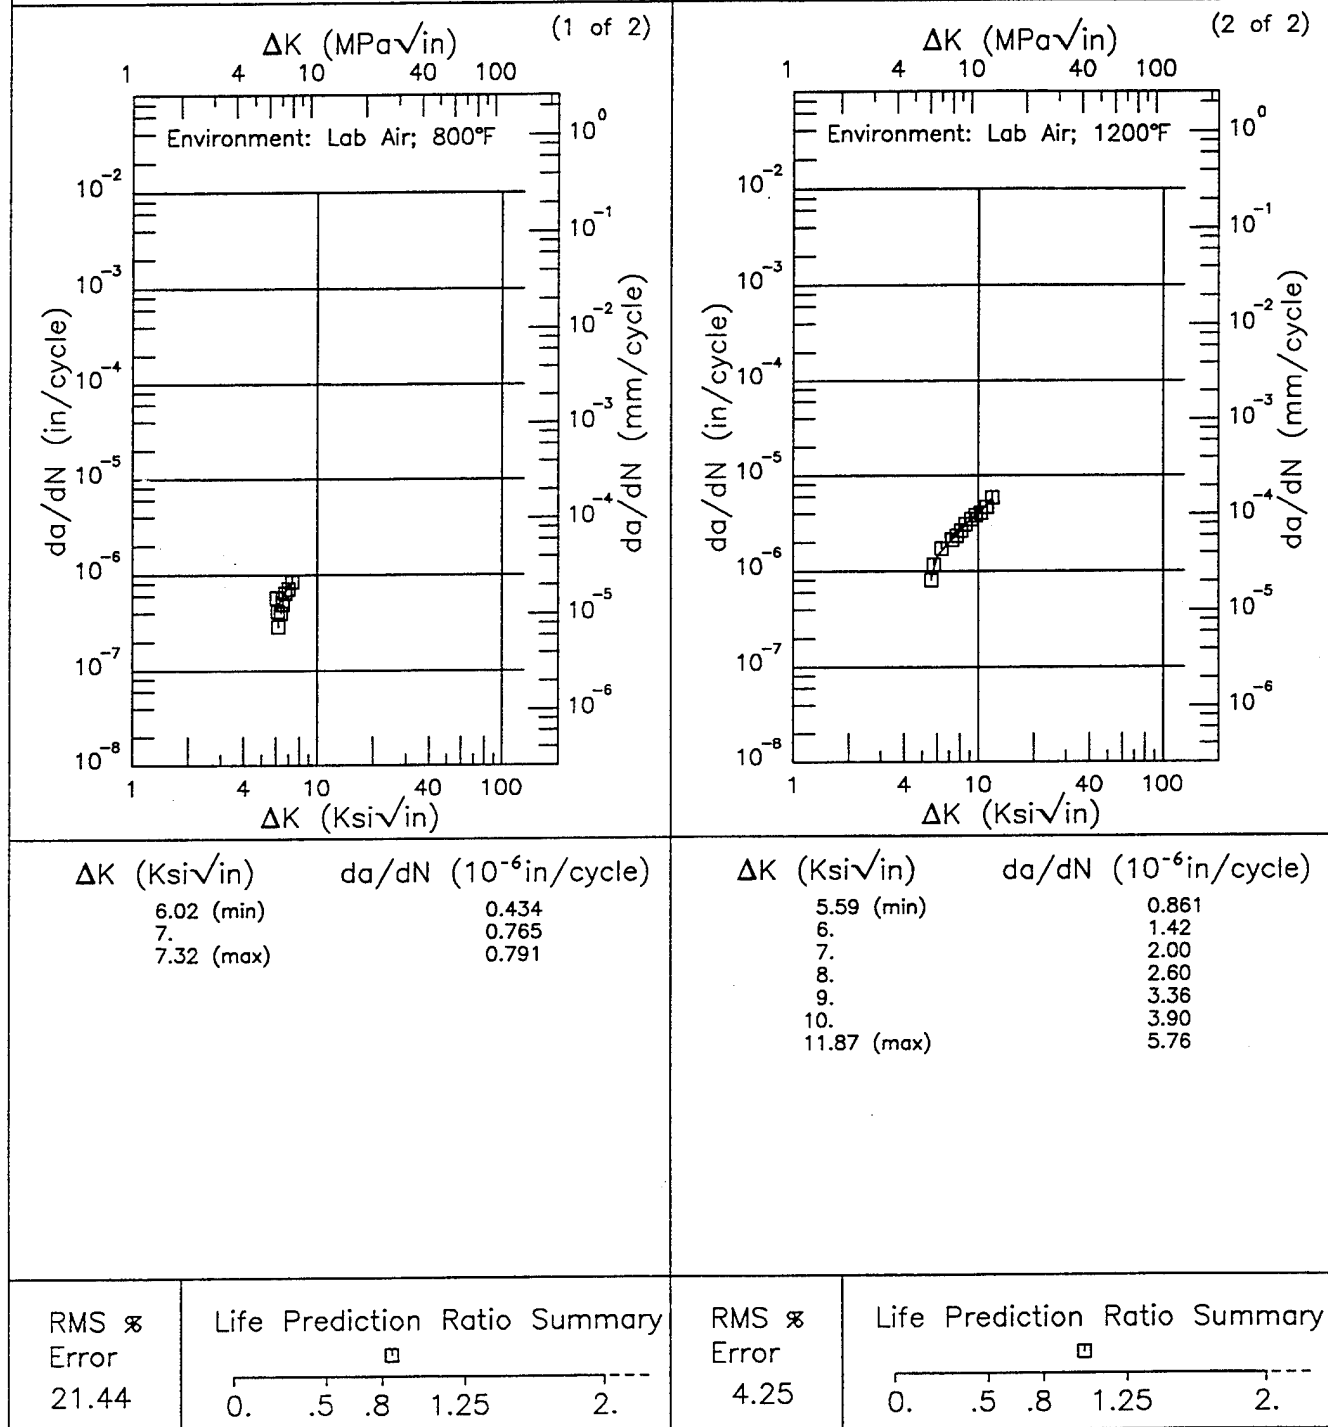 (1 of 2)
ΔK (MPa√in)
1 4 10 40 100
Environment: Lab Air; 800°F
da/dN (in/cycle)
10⁻²
10⁻³
10⁻⁴
10⁻⁵
10⁻⁶
10⁻⁷
10⁻⁸
10⁰
10⁻¹
10⁻²
10⁻³
10⁻⁴
10⁻⁵
10⁻⁶
da/dN (mm/cycle)
1 4 10 40 100
ΔK (Ksi√in)
(2 of 2)
ΔK (MPa√in)
1 4 10 40 100
Environment: Lab Air; 1200°F
da/dN (in/cycle)
10⁻²
10⁻³
10⁻⁴
10⁻⁵
10⁻⁶
10⁻⁷
10⁻⁸
10⁰
10⁻¹
10⁻²
10⁻³
10⁻⁴
10⁻⁵
10⁻⁶
da/dN (mm/cycle)
1 4 10 40 100
ΔK (Ksi√in)
ΔK (Ksi√in) da/dN (10⁻⁶in/cycle)
6.02 (min) 0.434
7. 0.765
7.32 (max) 0.791
ΔK (Ksi√in) da/dN (10⁻⁶in/cycle)
5.59 (min) 0.861
6. 1.42
7. 2.00
8. 2.60
9. 3.36
10. 3.90
11.87 (max) 5.76
RMS %
Error
21.44
Life Prediction Ratio Summary
0. .5 .8 1.25 2.
RMS %
Error
4.25
Life Prediction Ratio Summary
0. .5 .8 1.25 2.